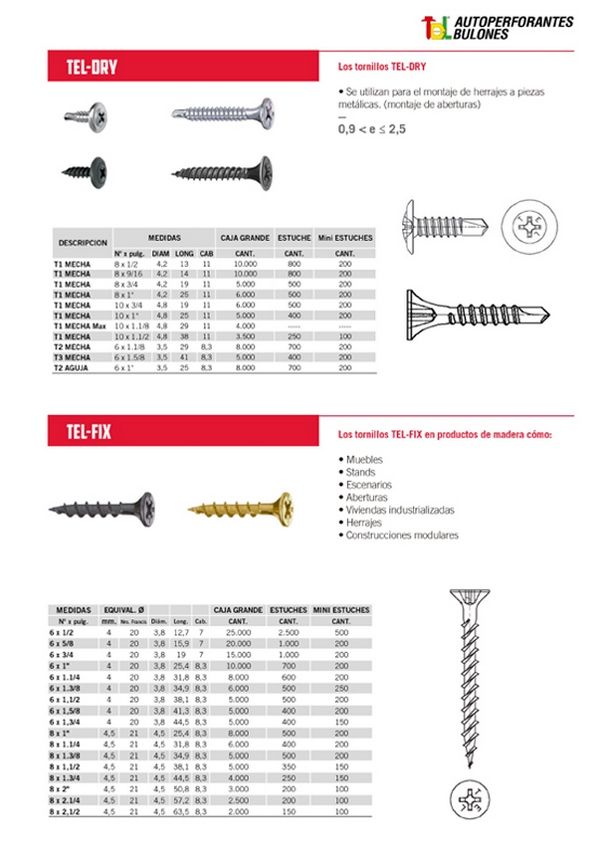 TEL AUTOPERFORANTES
BULONES
TEL-DRY
Los tornillos TEL-DRY
• Se utilizan para el montaje de herrajes a piezas
metálicas. (montaje de aberturas)
—
0,9 < e ≤ 2,5
DESCRIPCION MEDIDAS CAJA GRANDE ESTUCHE Mini ESTUCHES
N° x pulg. DIAM LONG CAB CANT. CANT. CANT.
T1 MECHA 8 x 1/2 4,2 13 11 10.000 800 200
T1 MECHA 8 x 9/16 4,2 14 11 10.000 800 200
T1 MECHA 8 x 3/4 4,2 19 11 5.000 500 200
T1 MECHA 8 x 1" 4,2 25 11 6.000 500 200
T1 MECHA 10 x 3/4 4,8 19 11 6.000 500 200
T1 MECHA 10 x 1" 4,8 25 11 5.000 400 200
T1 MECHA Max 10 x 1.1/8 4,8 29 11 4.000 ----- -----
T1 MECHA 10 x 1.1/2 4,8 38 11 3.500 250 100
T2 MECHA 6 x 1.1/8 3,5 29 8,3 8.000 700 200
T3 MECHA 6 x 1.5/8 3,5 41 8,3 5.000 400 200
T2 AGUJA 6 x 1" 3,5 25 8,3 8.000 700 200
TEL-FIX
Los tornillos TEL-FIX en productos de madera cómo:
• Muebles
• Stands
• Escenarios
• Aberturas
• Viviendas industrializadas
• Herrajes
• Construcciones modulares
MEDIDAS EQUIVAL. Ø CAJA GRANDE ESTUCHES MINI ESTUCHES
N° x pulg. mm. Nro. Francis Diám. Long. Cab. CANT. CANT. CANT.
6 x 1/2 4 20 3,8 12,7 7 25.000 2.500 500
6 x 5/8 4 20 3,8 15,9 7 20.000 1.000 200
6 x 3/4 4 20 3,8 19 7 15.000 1.000 200
6 x 1" 4 20 3,8 25,4 8,3 10.000 700 200
6 x 1.1/4 4 20 3,8 31,8 8,3 8.000 600 200
6 x 1.3/8 4 20 3,8 34,9 8,3 6.000 500 250
6 x 1,1/2 4 20 3,8 38,1 8,3 5.000 500 200
6 x 1,5/8 4 20 3,8 41,3 8,3 5.000 400 200
6 x 1,3/4 4 20 3,8 44,5 8,3 5.000 400 150
8 x 1" 4,5 21 4,5 25,4 8,3 8.000 500 200
8 x 1.1/4 4,5 21 4,5 31,8 8,3 6.000 400 200
8 x 1.3/8 4,5 21 4,5 34,9 8,3 5.000 400 200
8 x 1,1/2 4,5 21 4,5 38,1 8,3 5.000 350 150
8 x 1.3/4 4,5 21 4,5 44,5 8,3 4.000 250 150
8 x 2" 4,5 21 4,5 50,8 8,3 3.000 200 100
8 x 2.1/4 4,5 21 4,5 57,2 8,3 2.500 200 100
8 x 2,1/2 4,5 21 4,5 63,5 8,3 2.000 150 100